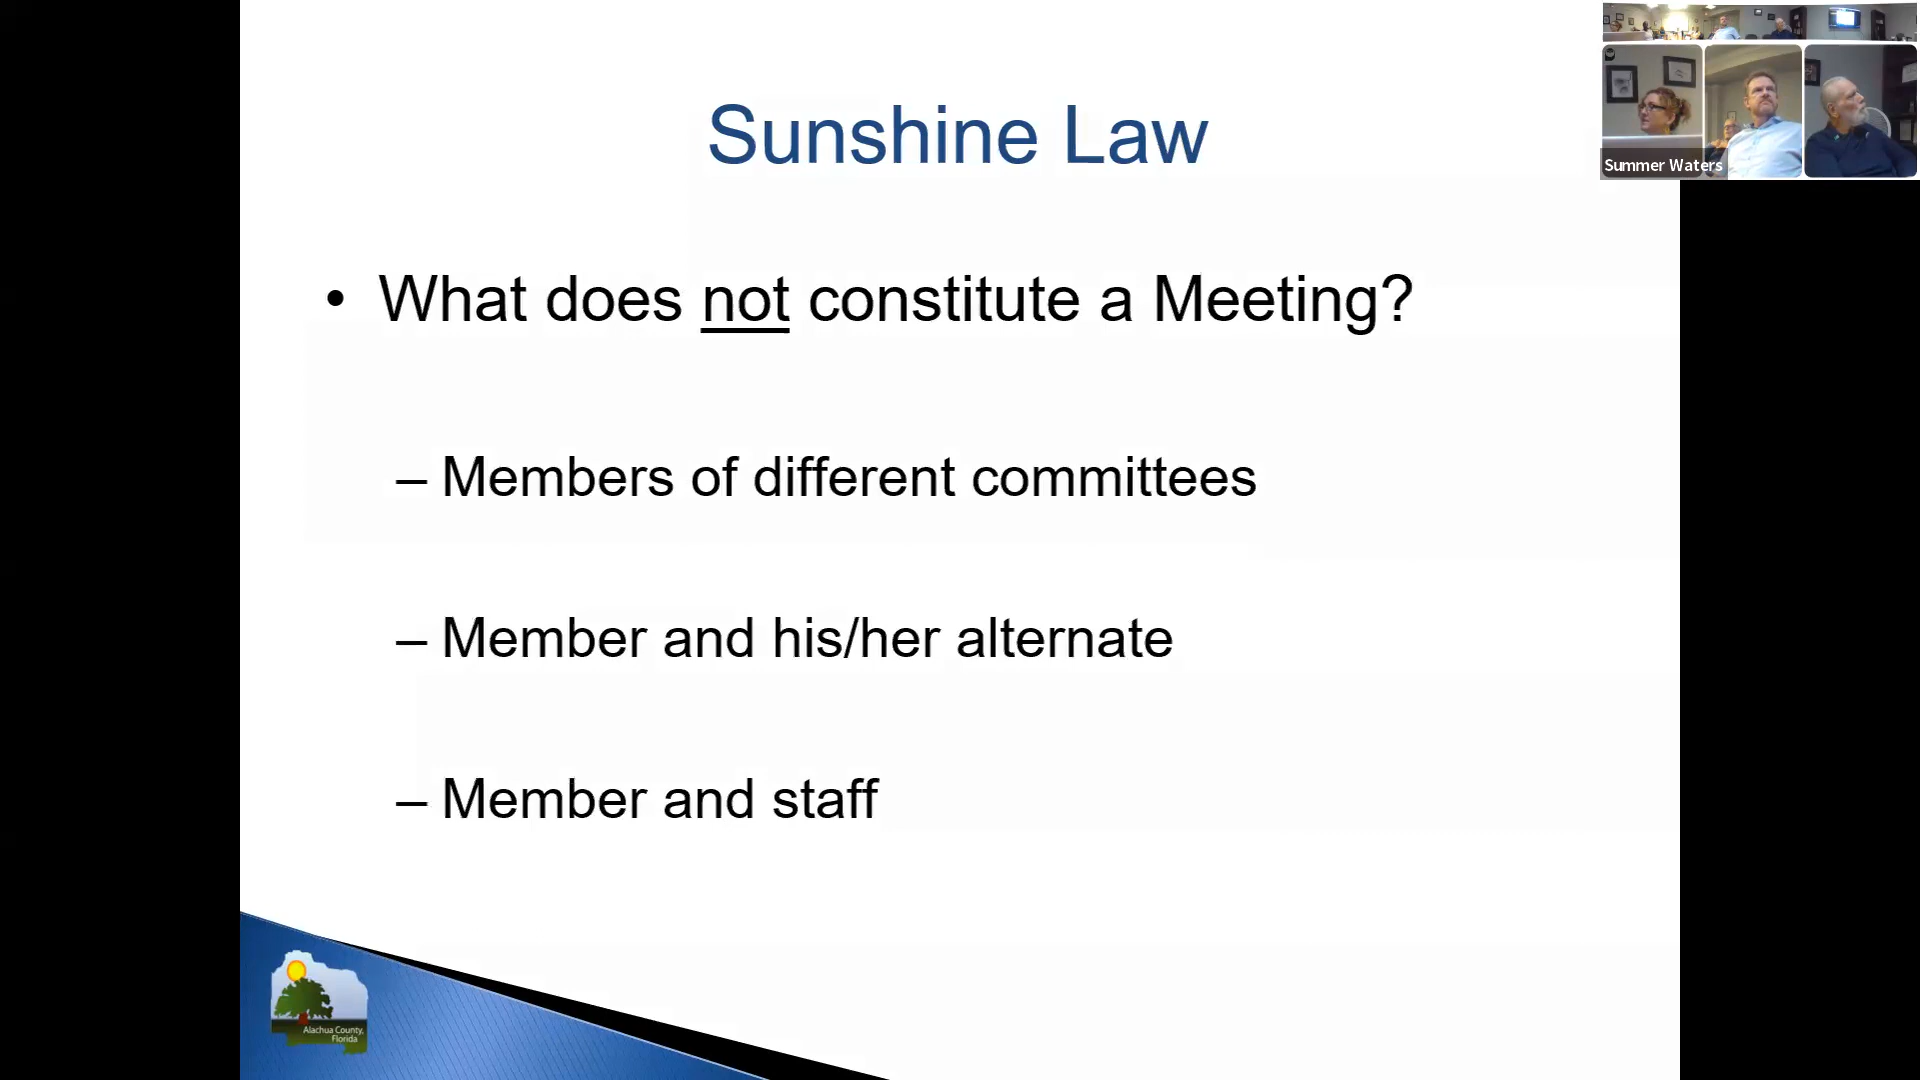 Sunshine Law
• What does not constitute a Meeting?
– Members of different committees
– Member and his/her alternate
– Member and staff
Summer Waters
Alachua County,
Florida